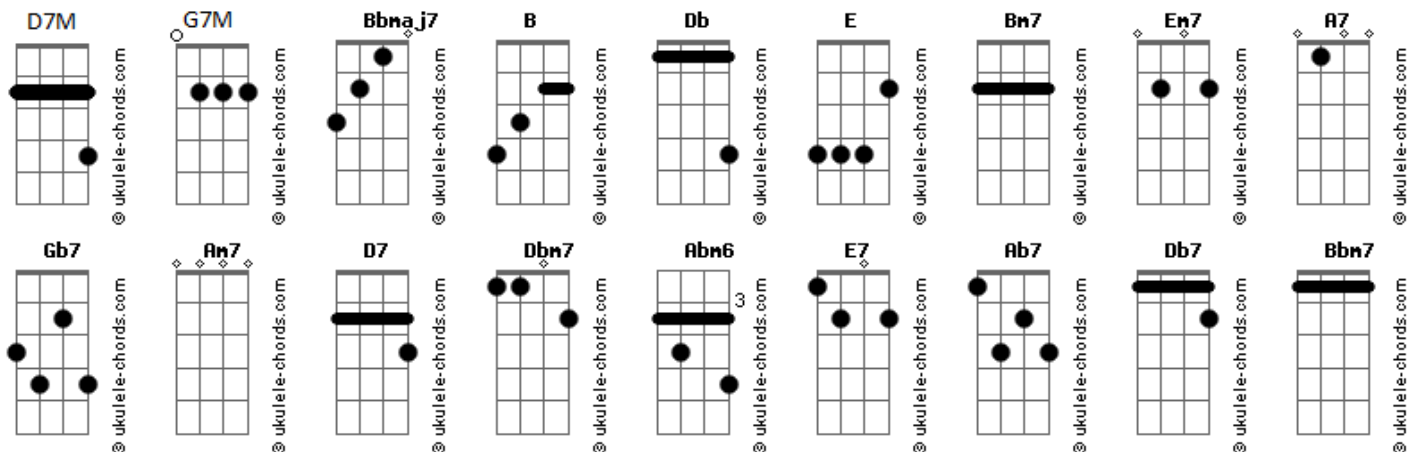 D7M G7M Bbmaj7 B Db E Bm7 Em7 A7
© ukulele-chords.com © ukulele-chords.com © ukulele-chords.com © ukulele-chords.com © ukulele-chords.com © ukulele-chords.com © ukulele-chords.com © ukulele-chords.com © ukulele-chords.com
Gb7 Am7 D7 Dbm7 Abm6 E7 Ab7 Db7 Bbm7
3
© ukulele-chords.com © ukulele-chords.com © ukulele-chords.com © ukulele-chords.com © ukulele-chords.com © ukulele-chords.com © ukulele-chords.com © ukulele-chords.com © ukulele-chords.com